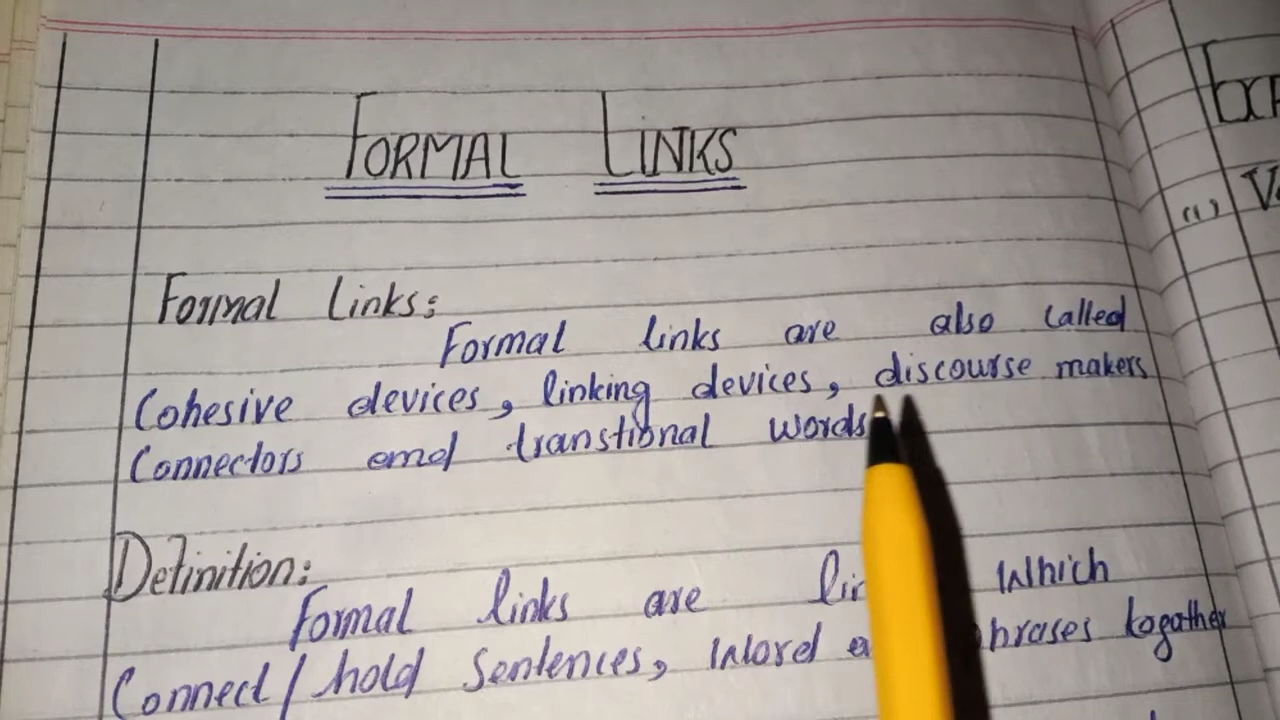 FORMAL LINKS
Formal Links:
Formal links are also called
Cohesive devices, linking devices, discourse makers
Connectors and transtional words
Definition:
Formal links are which
Connect/hold sentences, word phrases togather